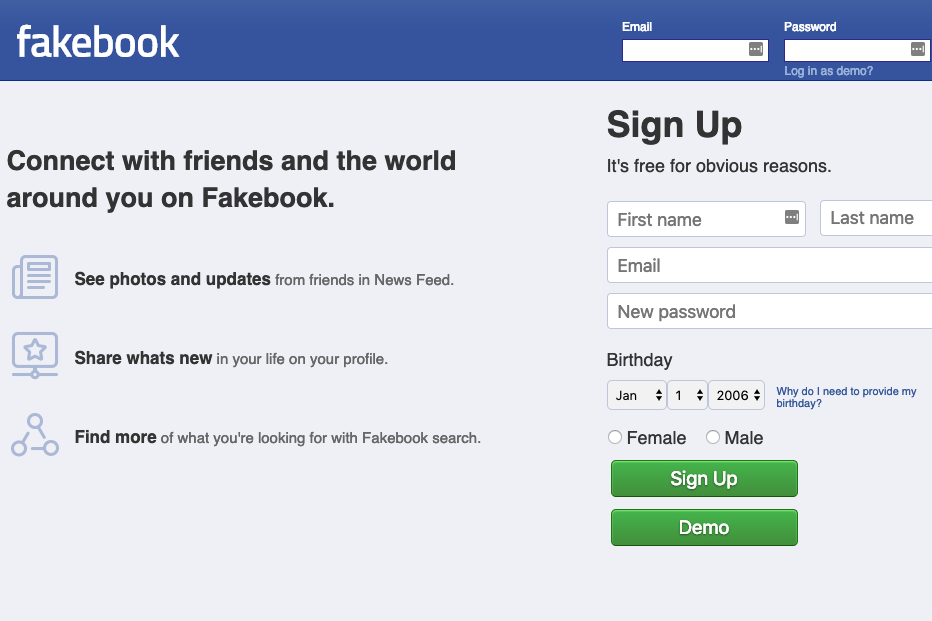 fakebook
Email
Password
Log in as demo?
Connect with friends and the world
around you on Fakebook.
See photos and updates from friends in News Feed.
Share whats new in your life on your profile.
Find more of what you're looking for with Fakebook search.
Sign Up
It's free for obvious reasons.
First name
Last name
Email
New password
Birthday
Jan 1 2006
Why do I need to provide my
birthday?
Female Male
Sign Up
Demo